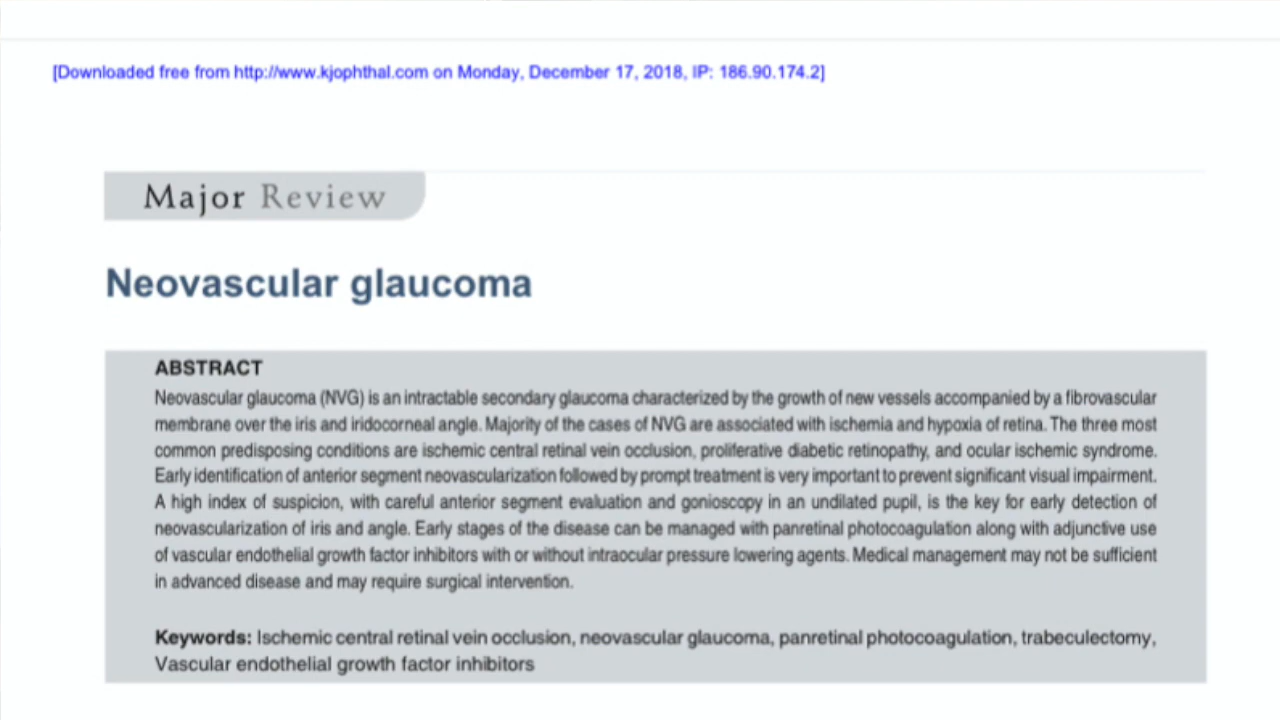 [Downloaded free from http://www.kjophthal.com on Monday, December 17, 2018, IP: 186.90.174.2]
Major Review
Neovascular glaucoma
ABSTRACT
Neovascular glaucoma (NVG) is an intractable secondary glaucoma characterized by the growth of new vessels accompanied by a fibrovascular
membrane over the iris and iridocorneal angle. Majority of the cases of NVG are associated with ischemia and hypoxia of retina. The three most
common predisposing conditions are ischemic central retinal vein occlusion, proliferative diabetic retinopathy, and ocular ischemic syndrome.
Early identification of anterior segment neovascularization followed by prompt treatment is very important to prevent significant visual impairment.
A high index of suspicion, with careful anterior segment evaluation and gonioscopy in an undilated pupil, is the key for early detection of
neovascularization of iris and angle. Early stages of the disease can be managed with panretinal photocoagulation along with adjunctive use
of vascular endothelial growth factor inhibitors with or without intraocular pressure lowering agents. Medical management may not be sufficient
in advanced disease and may require surgical intervention.
Keywords: Ischemic central retinal vein occlusion, neovascular glaucoma, panretinal photocoagulation, trabeculectomy,
Vascular endothelial growth factor inhibitors